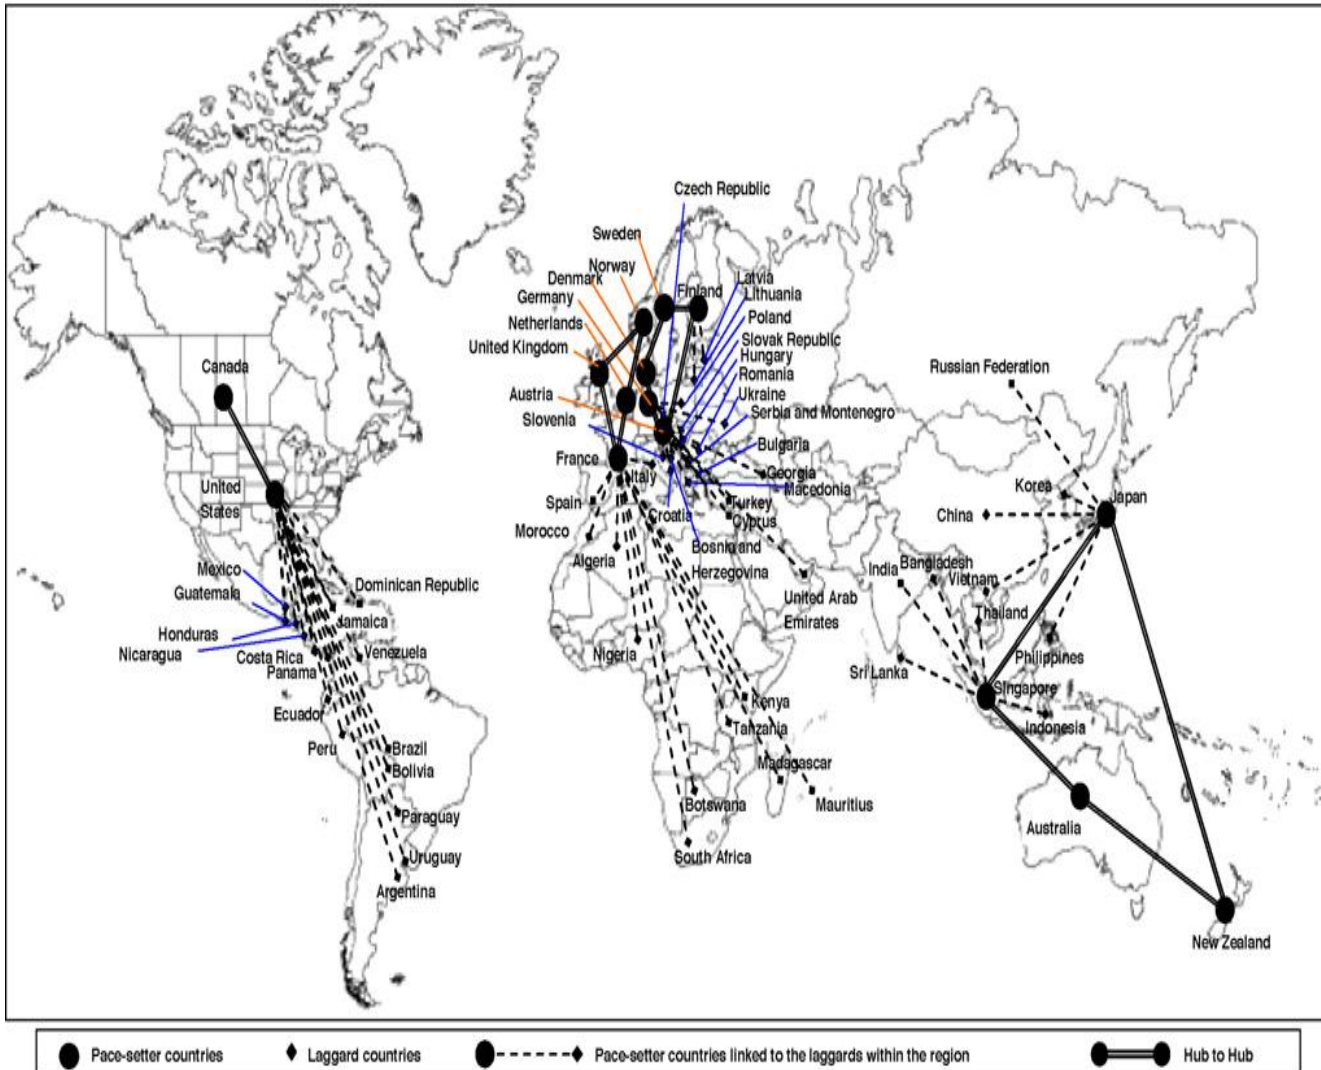 Czech Republic
Sweden
Norway
Denmark
Germany
Netherlands
United Kingdom
Finland
Latvia
Lithuania
Poland
Slovak Republic
Hungary
Romania
Ukraine
Serbia and Montenegro
Bulgaria
Georgia
Macedonia
Austria
Slovenia
France
Italy
Spain
Morocco
Algeria
Croatia
Turkey
Cyprus
Bosnia and
Herzegovina
United Arab
Emirates
Nigeria
Kenya
Tanzania
Madagascar
Mauritius
Botswana
South Africa
Canada
United
States
Mexico
Guatemala
Honduras
Nicaragua
Costa Rica
Panama
Dominican Republic
Jamaica
Venezuela
Ecuador
Peru
Brazil
Bolivia
Paraguay
Uruguay
Argentina
Russian Federation
Korea
China
Japan
Bangladesh
India
Vietnam
Thailand
Philippines
Sri Lanka
Singapore
Indonesia
Australia
New Zealand
Pace-setter countries
Laggard countries
Pace-setter countries linked to the laggards within the region
Hub to Hub